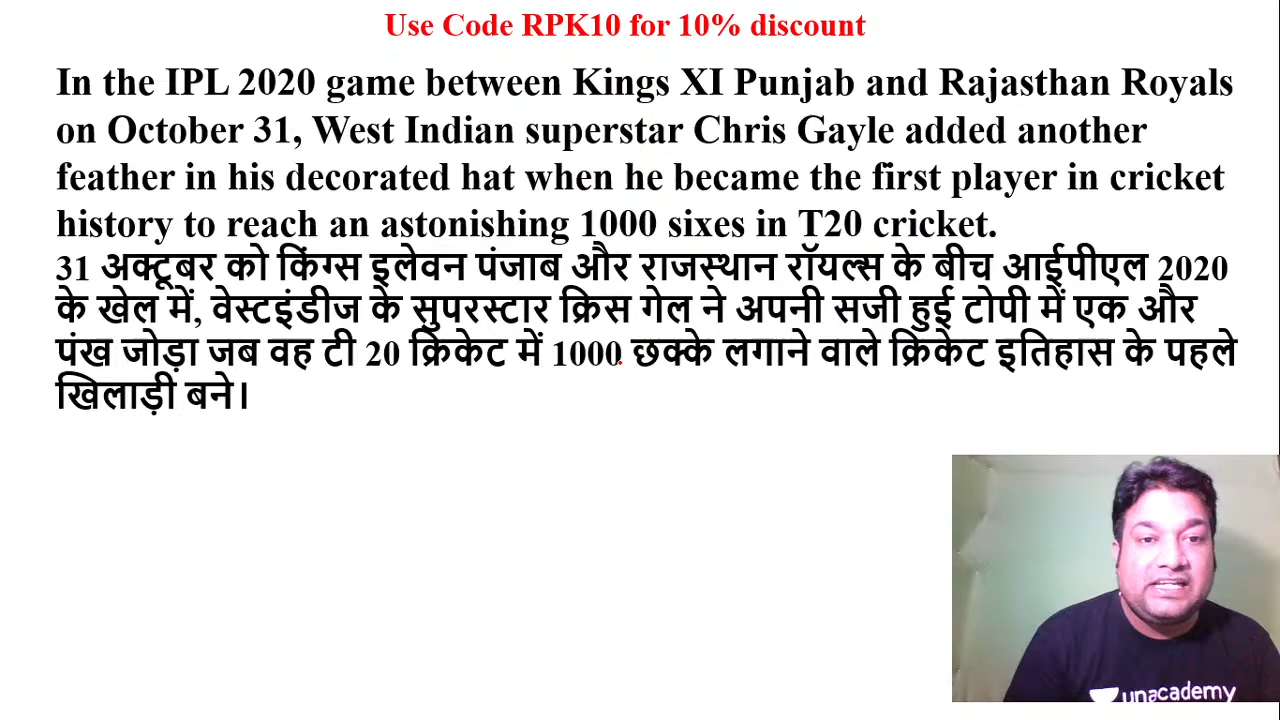 Use Code RPK10 for 10% discount
In the IPL 2020 game between Kings XI Punjab and Rajasthan Royals
on October 31, West Indian superstar Chris Gayle added another
feather in his decorated hat when he became the first player in cricket
history to reach an astonishing 1000 sixes in T20 cricket.
31 अक्टूबर को किंग्स इलेवन पंजाब और राजस्थान रॉयल्स के बीच आईपीएल 2020
के खेल में, वेस्टइंडीज के सुपरस्टार क्रिस गेल ने अपनी सजी हुई टोपी में एक और
पंख जोड़ा जब वह टी 20 क्रिकेट में 1000 छक्के लगाने वाले क्रिकेट इतिहास के पहले
खिलाड़ी बने।
unacademy